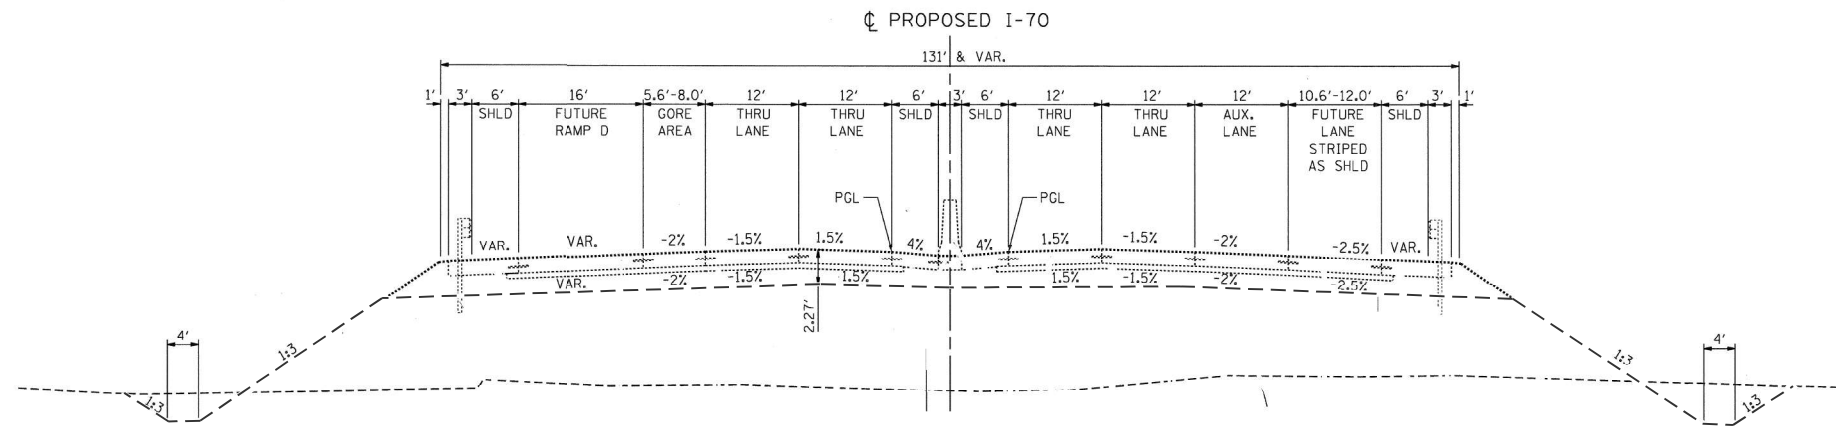 ℄ PROPOSED I-70
131' & VAR.
1' 3' 6' 16' 5.6'-8.0' 12' 12' 6' 3' 6' 12' 12' 12' 10.6'-12.0' 6' 3' 1'
SHLD FUTURE GORE THRU THRU SHLD SHLD THRU THRU AUX. FUTURE SHLD
RAMP D AREA LANE LANE LANE LANE LANE LANE
STRIPED
AS SHLD
PGL PGL
VAR. VAR. -2% -1.5% 1.5% 4% 4% 1.5% -1.5% -2% -2.5% VAR.
VAR. -2% -1.5% 1.5% 1.5% -1.5% -2% -2.5%
2.27'
4' 4'
1:3 1:3
1:3 1:3